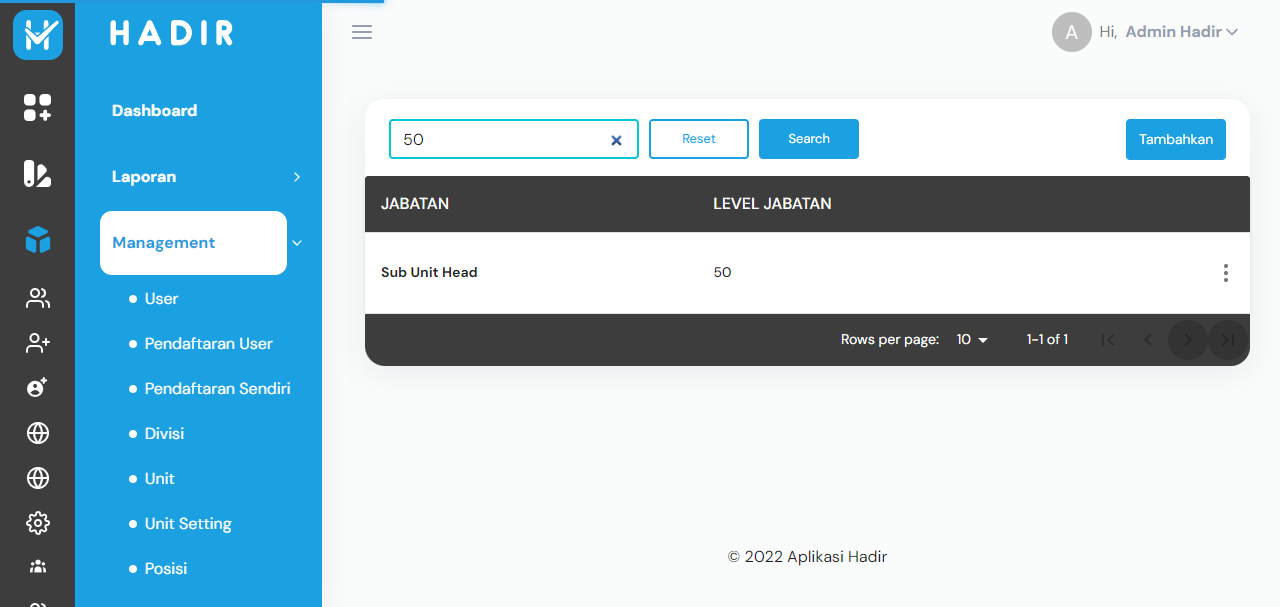 HADIR
Dashboard
Laporan
Management
User
Pendaftaran User
Pendaftaran Sendiri
Divisi
Unit
Unit Setting
Posisi
A Hi, Admin Hadir
50
Reset
Search
Tambahkan
JABATAN LEVEL JABATAN
Sub Unit Head 50
Rows per page: 10 1-1 of 1
© 2022 Aplikasi Hadir